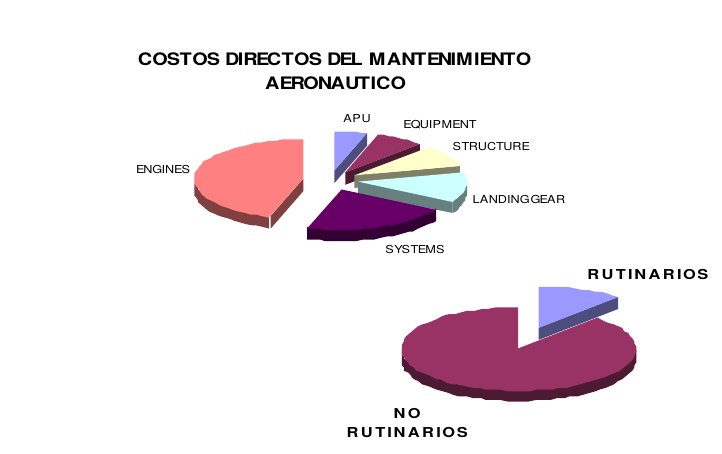 COSTOS DIRECTOS DEL MANTENIMIENTO
AERONAUTICO
APU
EQUIPMENT
STRUCTURE
ENGINES
LANDINGGEAR
SYSTEMS
RUTINARIOS
NO
RUTINARIOS